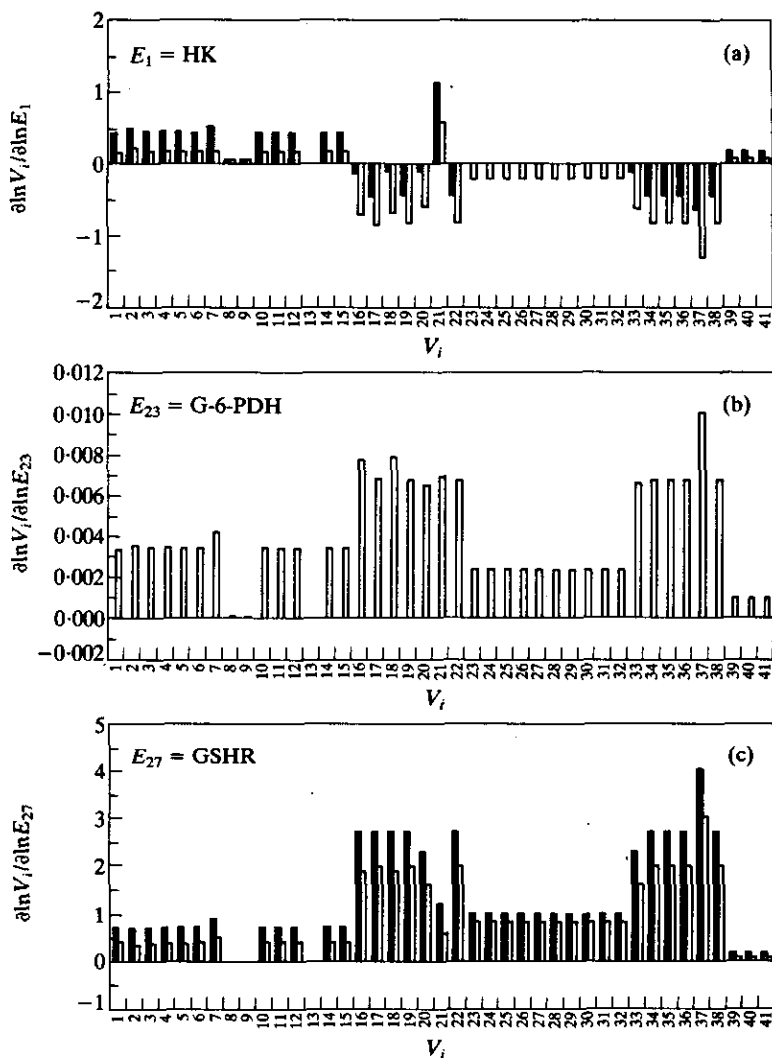 2
E₁ = HK
(a)
1
0
−1
−2
∂lnVᵢ/∂lnE₁
1 2 3 4 5 6 7 8 9 10 11 12 13 14 15 16 17 18 19 20 21 22 23 24 25 26 27 28 29 30 31 32 33 34 35 36 37 38 39 40 41
Vᵢ
0·012
E₂₃ = G-6-PDH
(b)
0·010
0·008
0·006
0·004
0·002
0·000
−0·002
∂lnVᵢ/∂lnE₂₃
1 2 3 4 5 6 7 8 9 10 11 12 13 14 15 16 17 18 19 20 21 22 23 24 25 26 27 28 29 30 31 32 33 34 35 36 37 38 39 40 41
Vᵢ
5
E₂₇ = GSHR
(c)
4
3
2
1
0
−1
∂lnVᵢ/∂lnE₂₇
1 2 3 4 5 6 7 8 9 10 11 12 13 14 15 16 17 18 19 20 21 22 23 24 25 26 27 28 29 30 31 32 33 34 35 36 37 38 39 40 41
Vᵢ